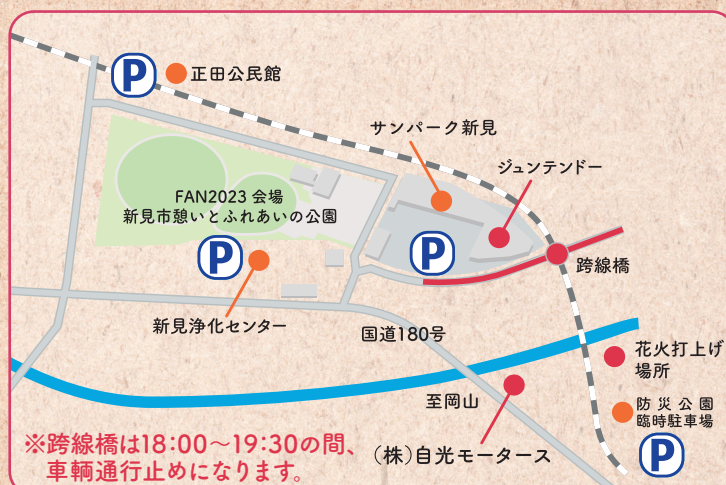 P
正田公民館
サンパーク新見
ジュンテンドー
FAN2023 会場
新見市憩いとふれあいの公園
P
P
跨線橋
新見浄化センター
国道180号
花火打上げ
場所
至岡山
防災公園
臨時駐車場
※跨線橋は18:00〜19:30の間、
車輌通行止めになります。
(株)自光モータース
P